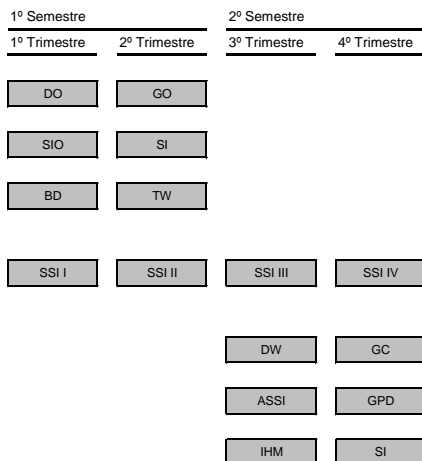 1º Semestre 2º Semestre
1º Trimestre 2º Trimestre 3º Trimestre 4º Trimestre
DO GO
SIO SI
BD TW
SSI I SSI II SSI III SSI IV
DW GC
ASSI GPD
IHM SI